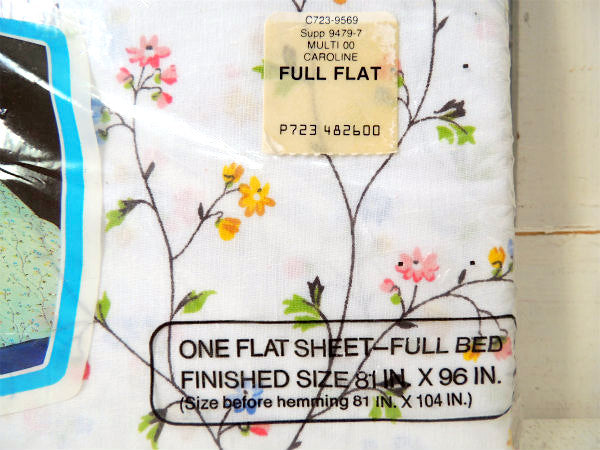 C723-9569
Supp 9479-7
MULTI 00
CAROLINE
FULL FLAT
P723 482600
ONE FLAT SHEET—FULL BED
FINISHED SIZE 81 IN. X 96 IN.
(Size before hemming 81 IN. X 104 IN.)